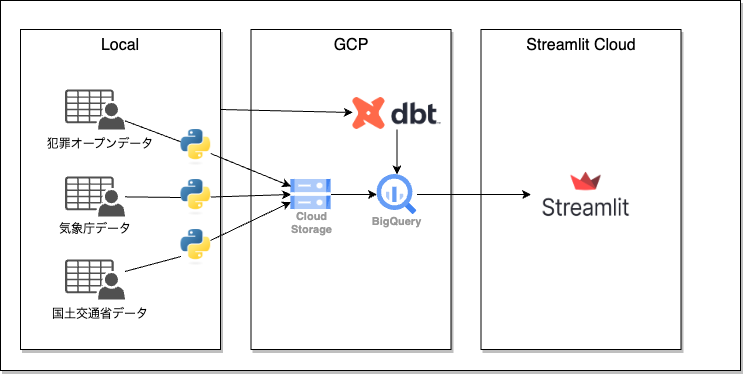 Local
GCP
Streamlit Cloud
犯罪オープンデータ
気象庁データ
国土交通省データ
dbt
Cloud
Storage
BigQuery
Streamlit